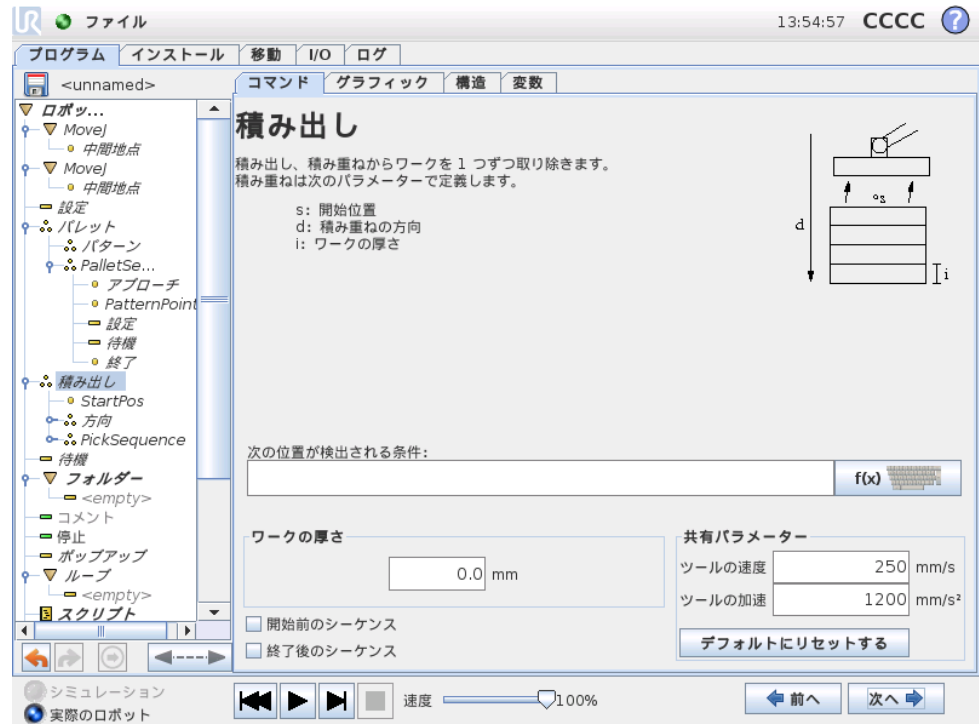 UR ファイル 13:54:57 CCCC ?
プログラム インストール 移動 I/O ログ
<unnamed>
コマンド グラフィック 構造 変数
ロボッ...
MoveJ
中間地点
MoveJ
中間地点
設定
パレット
パターン
PalletSe...
アプローチ
PatternPoint
設定
待機
終了
積み出し
StartPos
方向
PickSequence
待機
フォルダー
<empty>
コメント
停止
ポップアップ
ループ
<empty>
スクリプト
積み出し
積み出し、積み重ねからワークを 1 つずつ取り除きます。
積み重ねは次のパラメーターで定義します。
s: 開始位置
d: 積み重ねの方向
i: ワークの厚さ
s
d
i
次の位置が検出される条件:
f(x)
ワークの厚さ
0.0 mm
開始前のシーケンス
終了後のシーケンス
共有パラメーター
ツールの速度 250 mm/s
ツールの加速 1200 mm/s²
デフォルトにリセットする
シミュレーション
実際のロボット
速度 100%
前へ 次へ